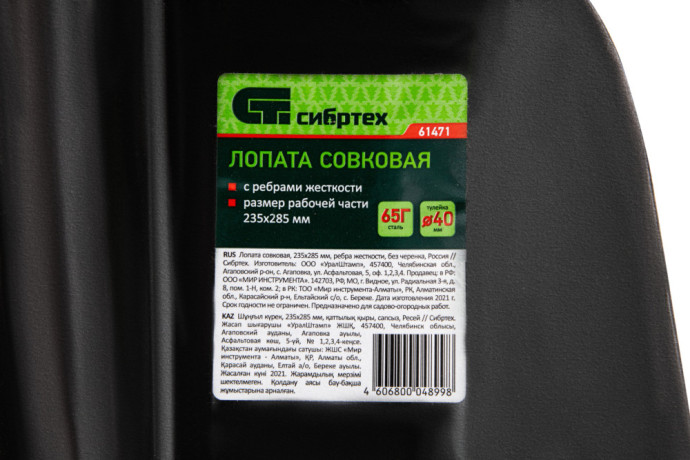 сибртех
61471
ЛОПАТА СОВКОВАЯ
с ребрами жесткости
размер рабочей части
235х285 мм
65Г
сталь
тулейка
ø40
мм
RUS Лопата совковая, 235х285 мм, ребра жесткости, без черенка, Россия //
Сибртех. Изготовитель: ООО «УралШтамп», 457400, Челябинская обл.,
Агаповский р-он, с. Агаповка, ул. Асфальтовая, 5, оф. 1,2,3,4. Продавец: в РФ:
ООО «МИР ИНСТРУМЕНТА». 142703, РФ, МО, г. Видное, ул. Радиальная 3-я, д.
8, пом. 1-Н, ком. 2; в РК: ТОО «Мир инструмента-Алматы», РК, Алматинская
обл., Карасайский р-н, Ельтайский с/о, с. Береке. Дата изготовления 2021 г.
Срок годности не ограничен. Предназначено для садово-огородных работ.
KAZ Шұңғыл күрек, 235х285 мм, қаттылық қыры, сапсыз, Ресей // Сибртех.
Жасап шығарушы «УралШтамп» ЖШҚ, 457400, Челябинск облысы,
Агаповский ауданы, Агаповка ауылы,
Асфальтовая көш, 5-үй, № 1,2,3,4-кеңсе.
Қазақстан аумағындағы сатушы: ЖШС «Мир
инструмента - Алматы», ҚР, Алматы обл.,
Қарасай ауданы, Елтай а/о, Береке ауылы.
Жасалған күні 2021. Жарамдылық мерзімі
шектелмеген. Қолдану аясы бау-бақша
жұмыстарына арналған.
4 606800 048998